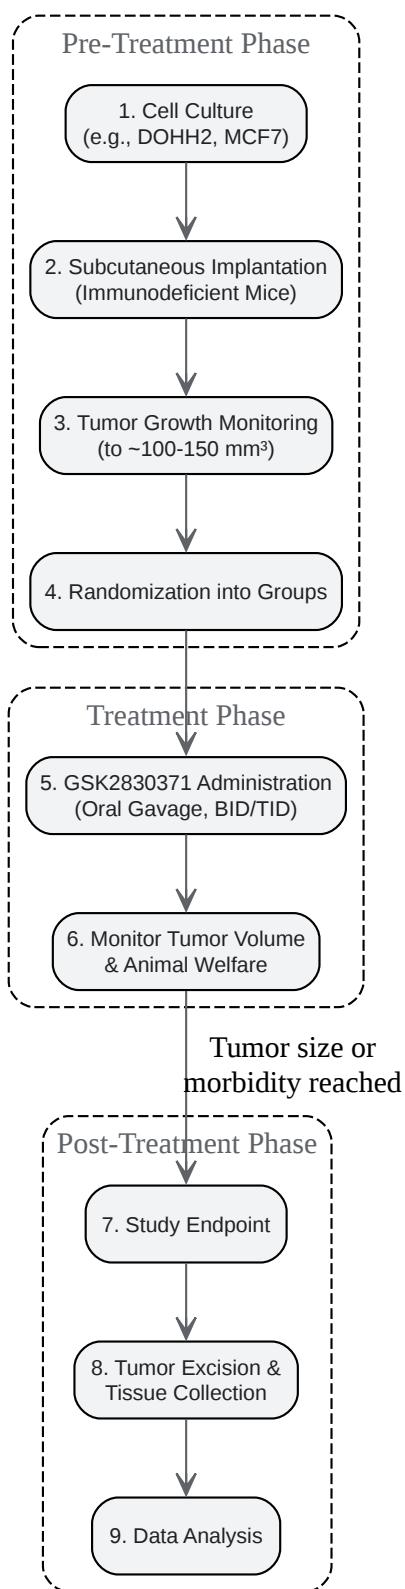 Pre-Treatment Phase
1. Cell Culture
(e.g., DOHH2, MCF7)
2. Subcutaneous Implantation
(Immunodeficient Mice)
3. Tumor Growth Monitoring
(to ~100-150 mm³)
4. Randomization into Groups
Treatment Phase
5. GSK2830371 Administration
(Oral Gavage, BID/TID)
6. Monitor Tumor Volume
& Animal Welfare
Tumor size or
morbidity reached
Post-Treatment Phase
7. Study Endpoint
8. Tumor Excision &
Tissue Collection
9. Data Analysis